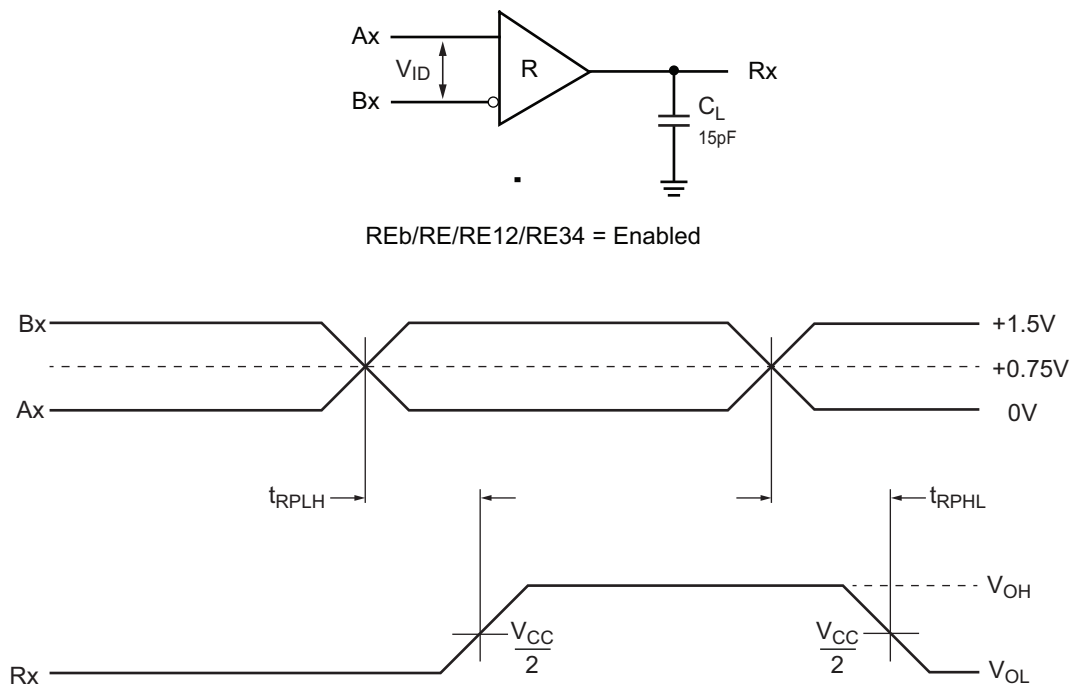 Ax
VID
R
Rx
Bx
CL
15pF
REb/RE/RE12/RE34 = Enabled
Bx
+1.5V
+0.75V
Ax
0V
tRPLH
tRPHL
VOH
VCC
2
VCC
2
Rx
VOL